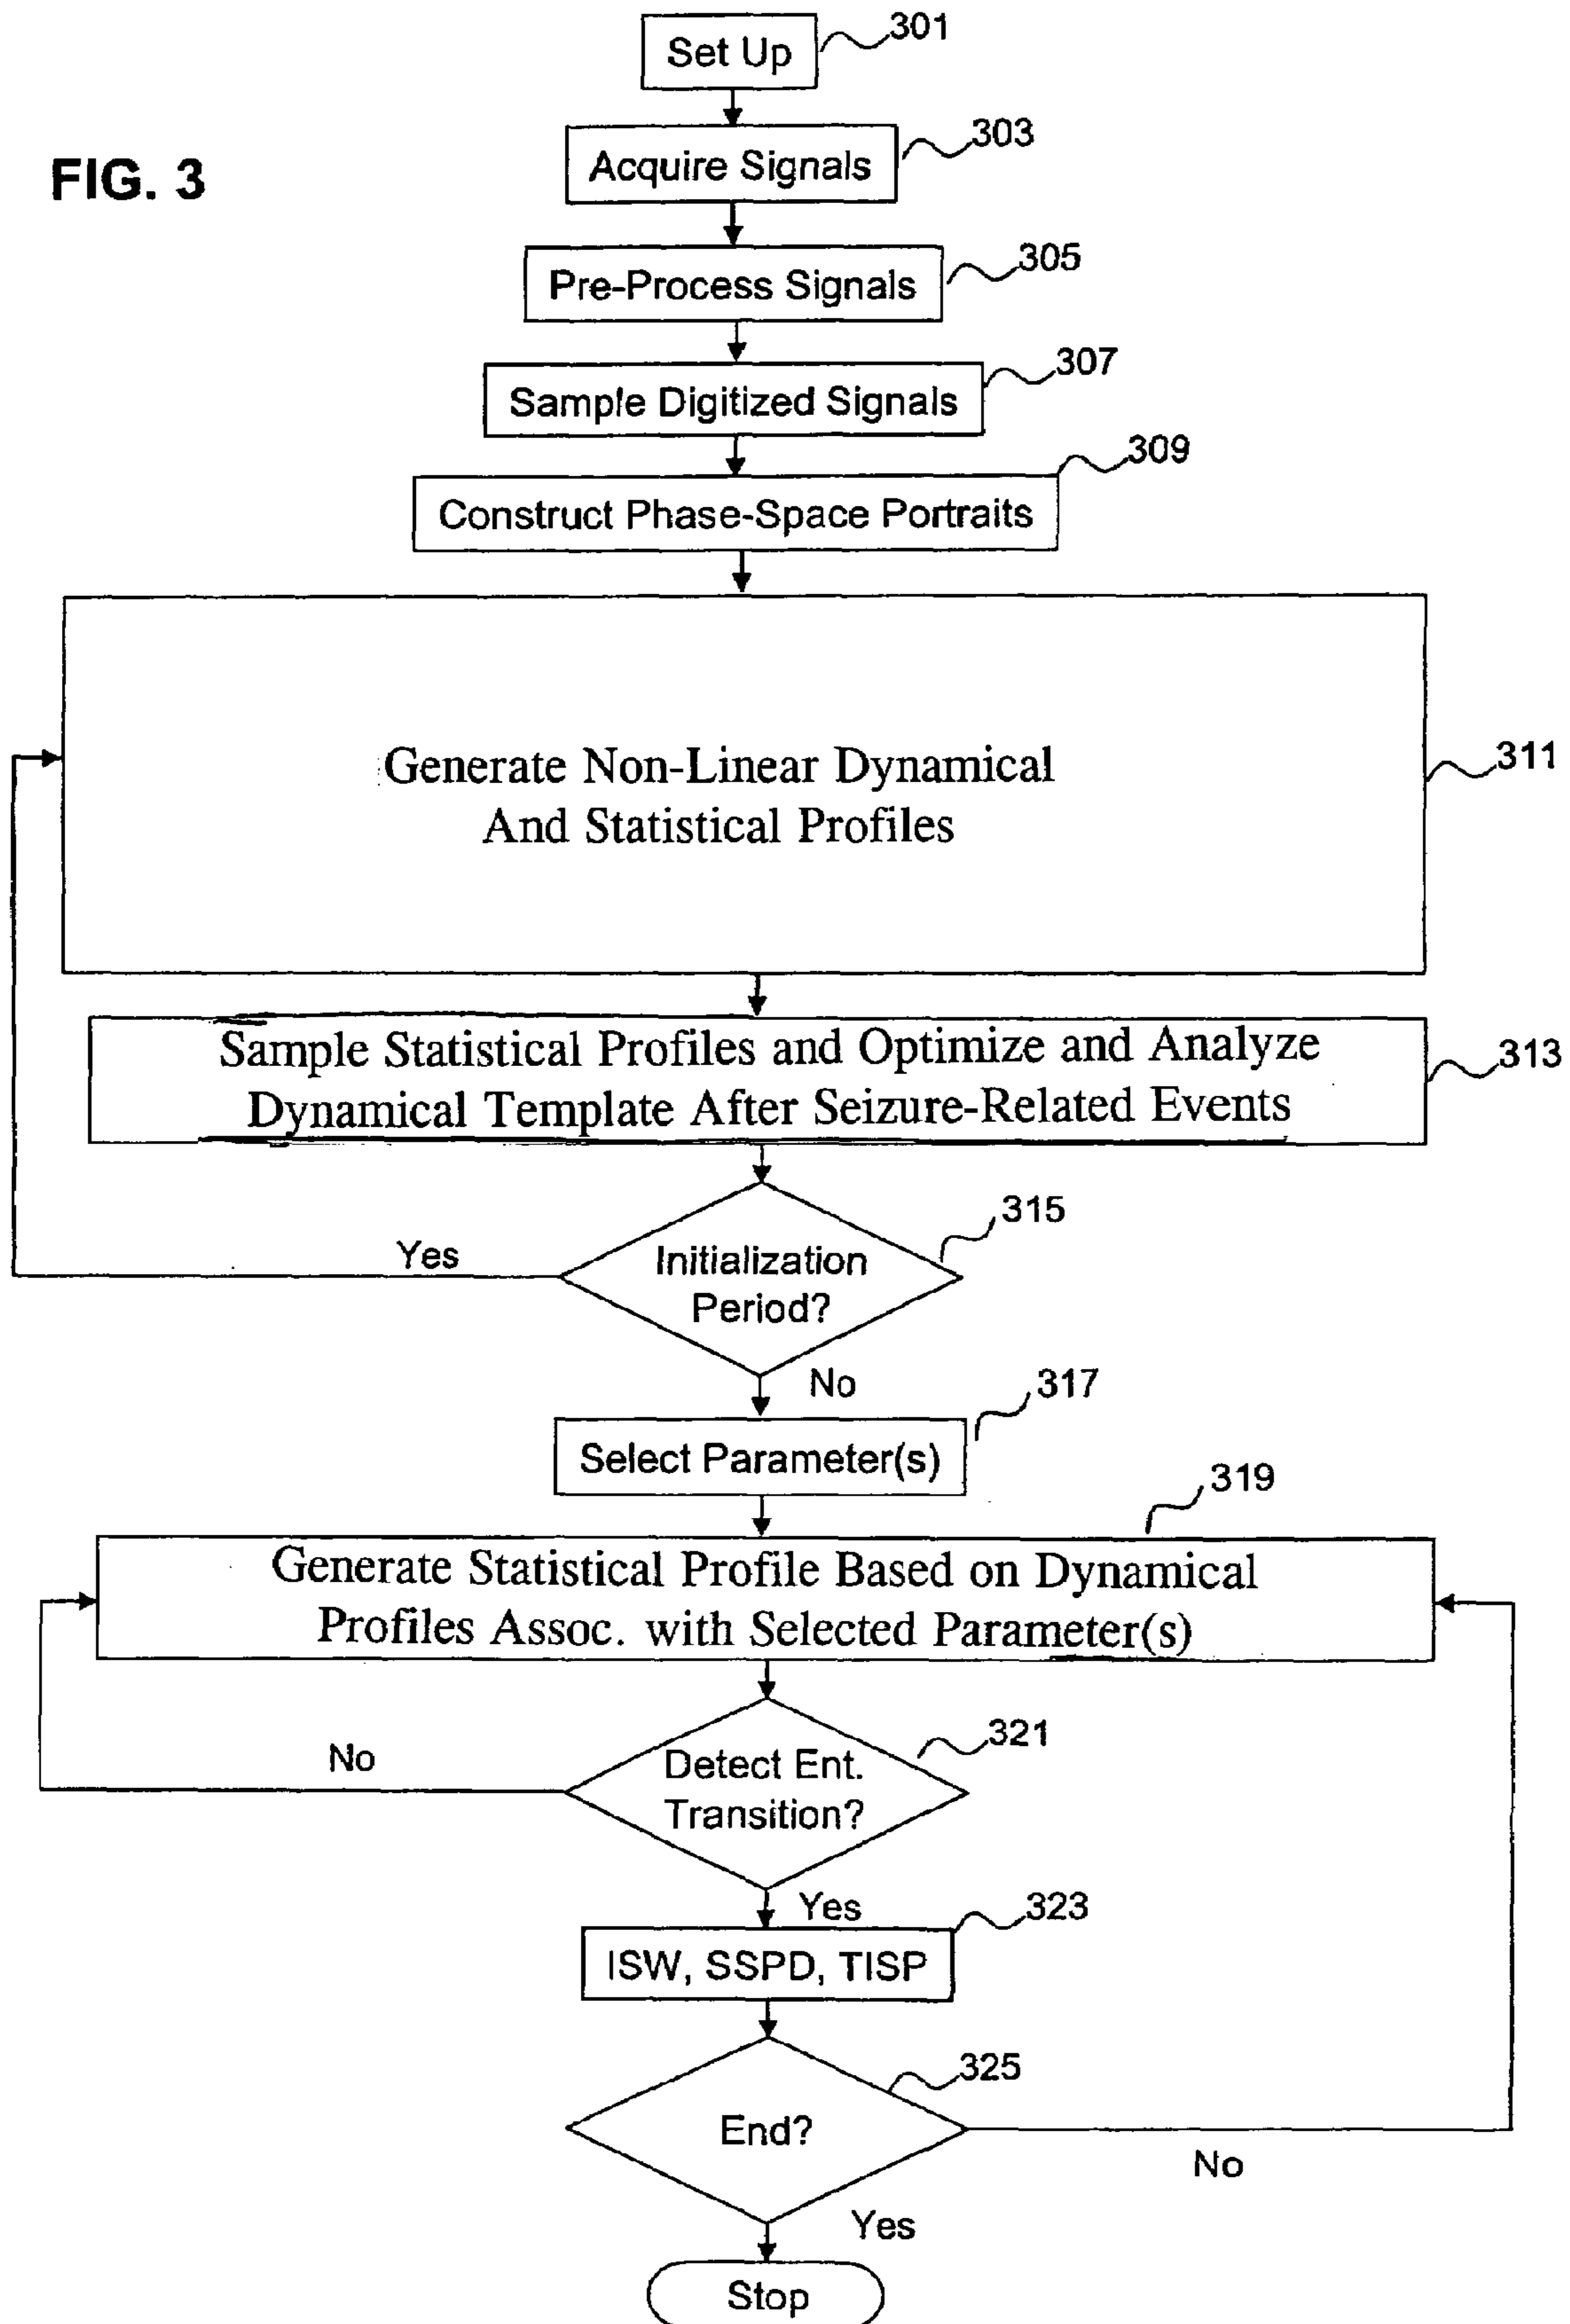 301
Set Up
303
FIG. 3
Acquire Signals
305
Pre-Process Signals
307
Sample Digitized Signals
309
Construct Phase-Space Portraits
Generate Non-Linear Dynamical
And Statistical Profiles
311
Sample Statistical Profiles and Optimize and Analyze
Dynamical Template After Seizure-Related Events
313
315
Yes
Initialization
Period?
No
317
Select Parameter(s)
319
Generate Statistical Profile Based on Dynamical
Profiles Assoc. with Selected Parameter(s)
321
No
Detect Ent.
Transition?
Yes
323
ISW, SSPD, TISP
325
End?
No
Yes
Stop